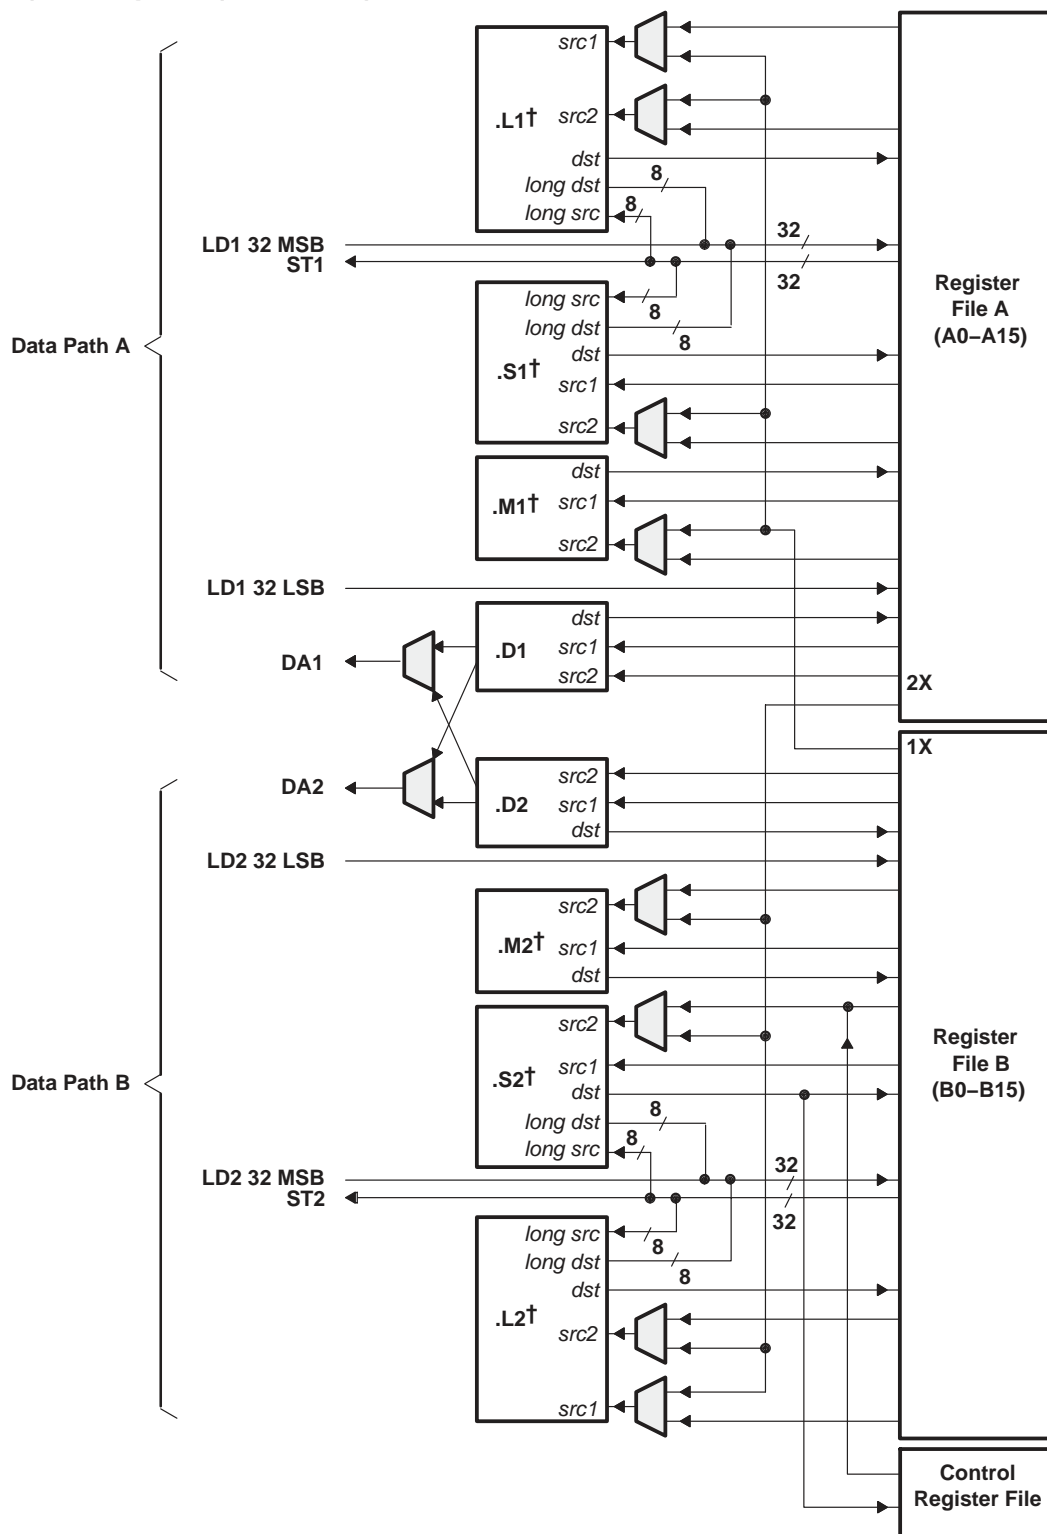 src1
.L1†
src2
dst
8
long dst
8
long src
LD1 32 MSB
32
ST1
32
Register
File A
(A0–A15)
long src
8
long dst
8
Data Path A
dst
.S1†
src1
src2
dst
.M1†
src1
src2
LD1 32 LSB
dst
.D1
src1
DA1
src2
2X
1X
DA2
src2
.D2
src1
dst
LD2 32 LSB
src2
.M2†
src1
dst
src2
Register
File B
(B0–B15)
src1
.S2†
Data Path B
dst
8
long dst
8
long src
LD2 32 MSB
32
ST2
32
long src
8
long dst
8
dst
.L2†
src2
src1
Control
Register File